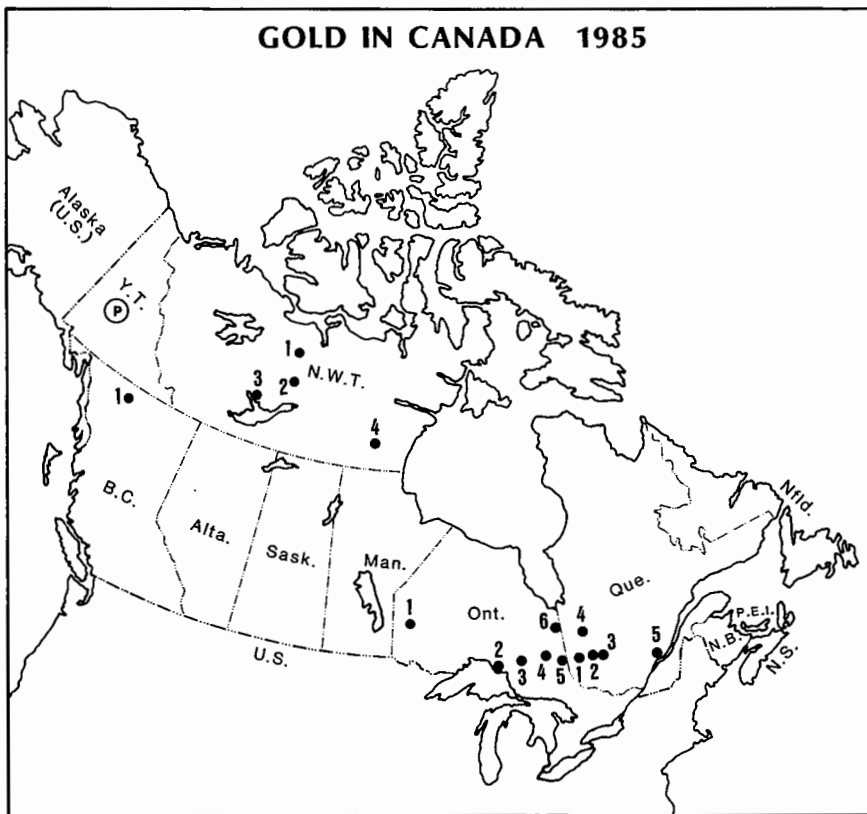 GOLD IN CANADA 1985
Alaska
(U.S.)
Y.T.
P
1
N.W.T.
2
3
4
1
B.C.
Alta.
Sask.
Man.
1
Ont.
U.S.
2
3
4
5
6
Que.
4
1
2
3
5
Nfld.
P.E.I.
N.B.
N.S.